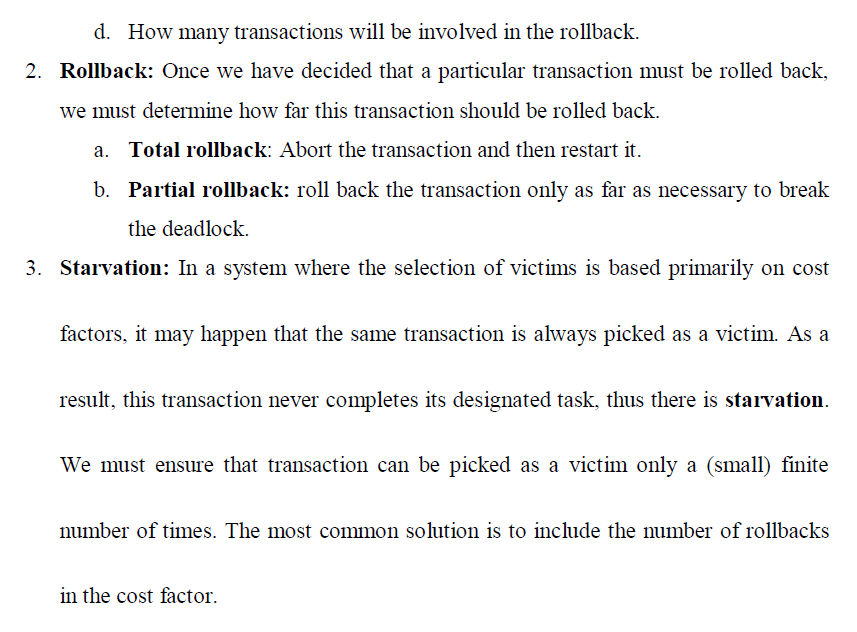 d. How many transactions will be involved in the rollback.
2. Rollback: Once we have decided that a particular transaction must be rolled back,
we must determine how far this transaction should be rolled back.
a. Total rollback: Abort the transaction and then restart it.
b. Partial rollback: roll back the transaction only as far as necessary to break
the deadlock.
3. Starvation: In a system where the selection of victims is based primarily on cost
factors, it may happen that the same transaction is always picked as a victim. As a
result, this transaction never completes its designated task, thus there is starvation.
We must ensure that transaction can be picked as a victim only a (small) finite
number of times. The most common solution is to include the number of rollbacks
in the cost factor.